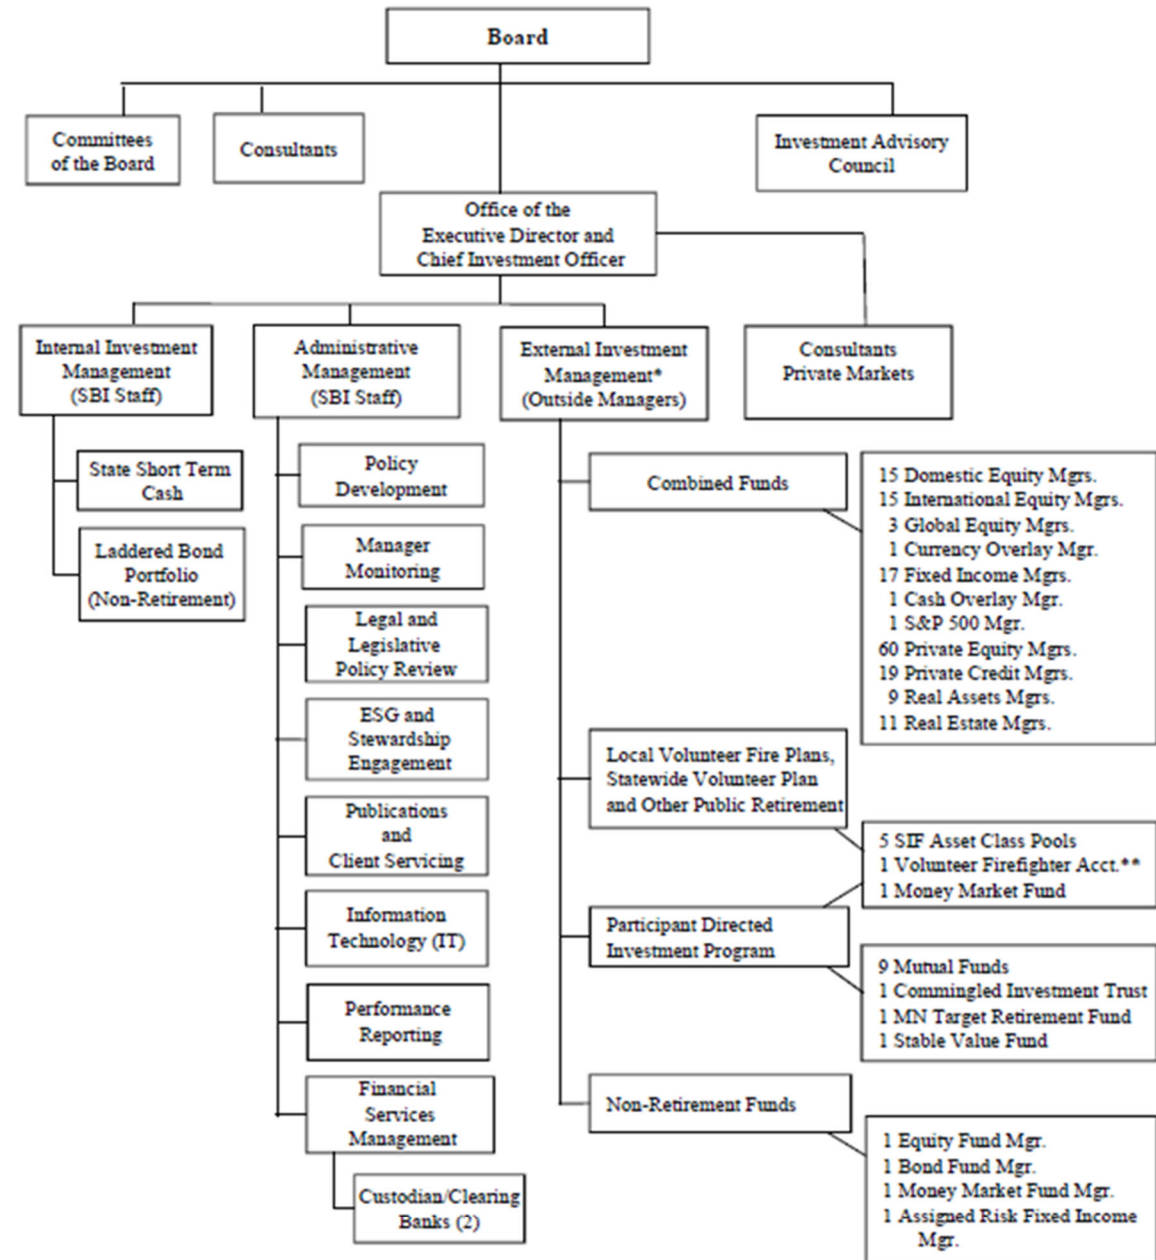 Board
Committees
of the Board
Consultants
Investment Advisory
Council
Office of the
Executive Director and
Chief Investment Officer
Internal Investment
Management
(SBI Staff)
Administrative
Management
(SBI Staff)
External Investment
Management*
(Outside Managers)
Consultants
Private Markets
State Short Term
Cash
Laddered Bond
Portfolio
(Non-Retirement)
Policy
Development
Manager
Monitoring
Legal and
Legislative
Policy Review
ESG and
Stewardship
Engagement
Publications
and
Client Servicing
Information
Technology (IT)
Performance
Reporting
Financial
Services
Management
Custodian/Clearing
Banks (2)
Combined Funds
15 Domestic Equity Mgrs.
15 International Equity Mgrs.
3 Global Equity Mgrs.
1 Currency Overlay Mgr.
17 Fixed Income Mgrs.
1 Cash Overlay Mgr.
1 S&P 500 Mgr.
60 Private Equity Mgrs.
19 Private Credit Mgrs.
9 Real Assets Mgrs.
11 Real Estate Mgrs.
Local Volunteer Fire Plans,
Statewide Volunteer Plan
and Other Public Retirement
5 SIF Asset Class Pools
1 Volunteer Firefighter Acct.**
1 Money Market Fund
Participant Directed
Investment Program
9 Mutual Funds
1 Commingled Investment Trust
1 MN Target Retirement Fund
1 Stable Value Fund
Non-Retirement Funds
1 Equity Fund Mgr.
1 Bond Fund Mgr.
1 Money Market Fund Mgr.
1 Assigned Risk Fixed Income
Mgr.